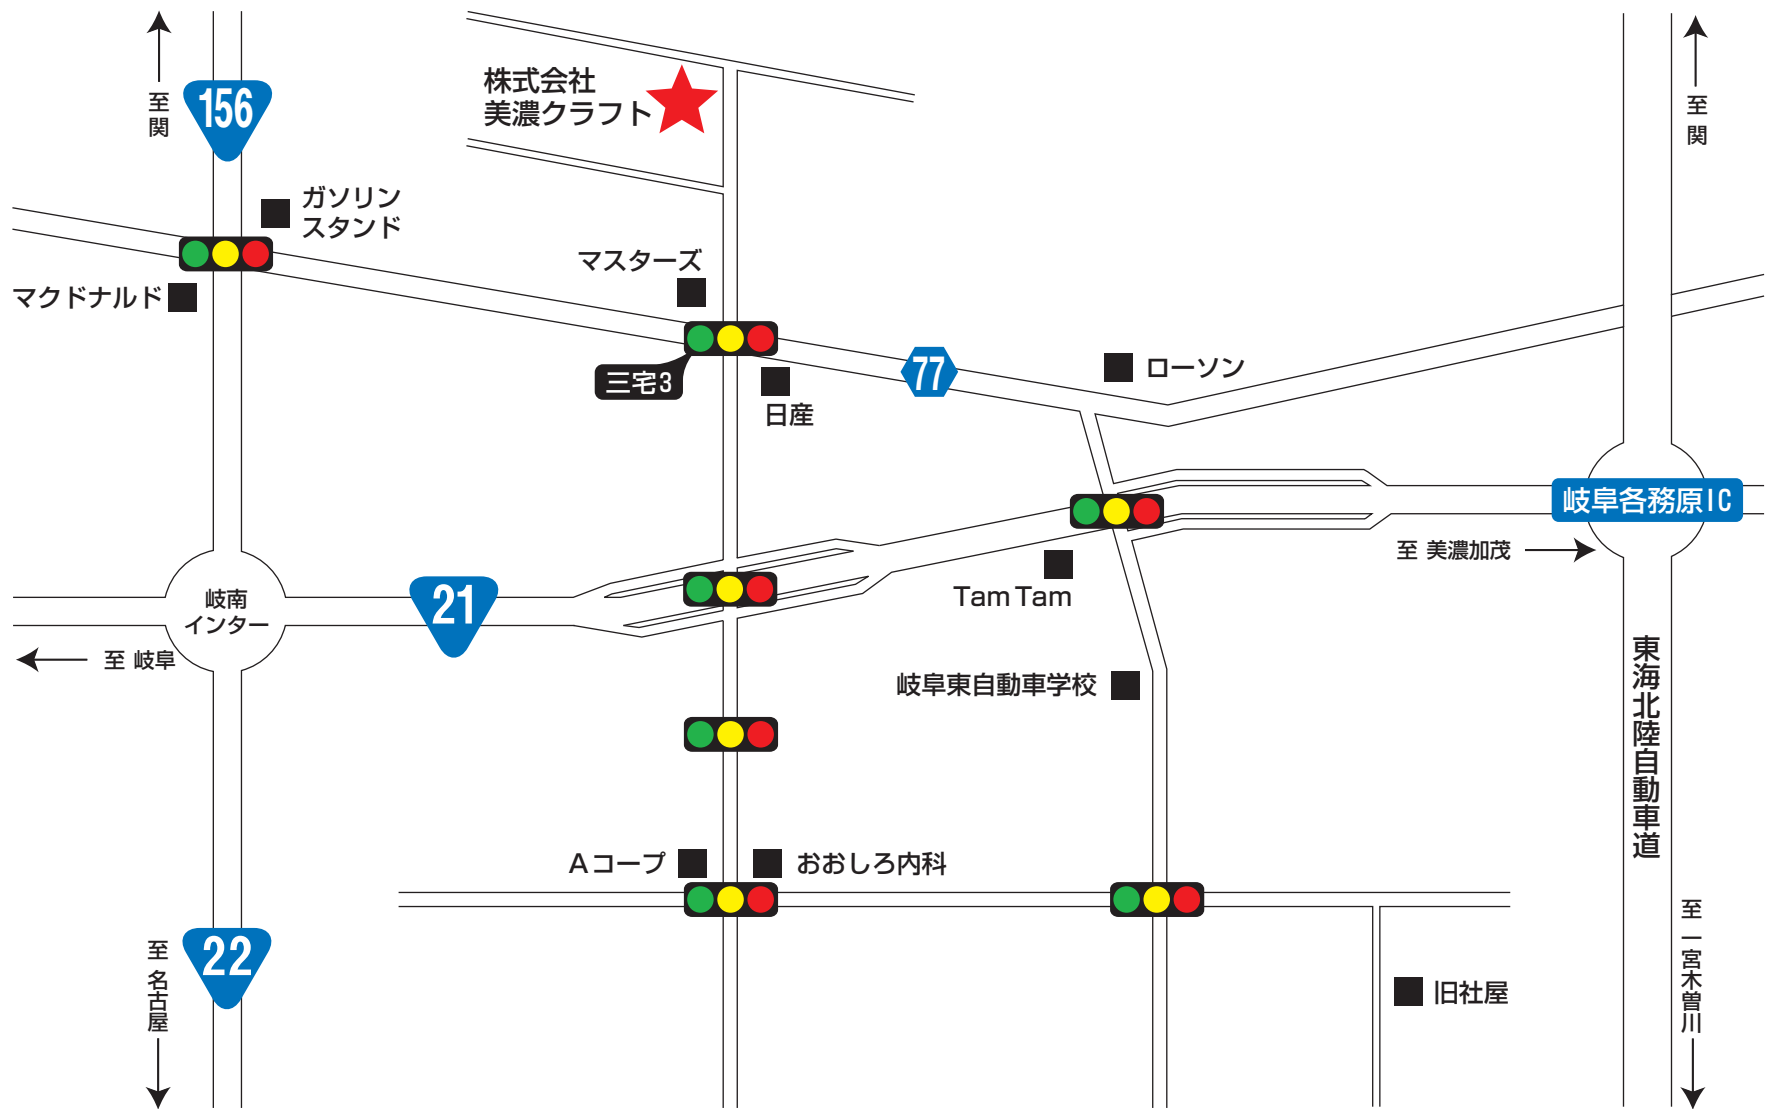 至関
156
株式会社
美濃クラフト
至関
ガソリン
スタンド
マクドナルド
マスターズ
三宅3
日産
77
ローソン
岐阜各務原IC
至 美濃加茂
岐南
インター
21
至 岐阜
Tam Tam
岐阜東自動車学校
東海北陸自動車道
Aコープ
おおしろ内科
22
至 名古屋
旧社屋
至 一宮木曽川